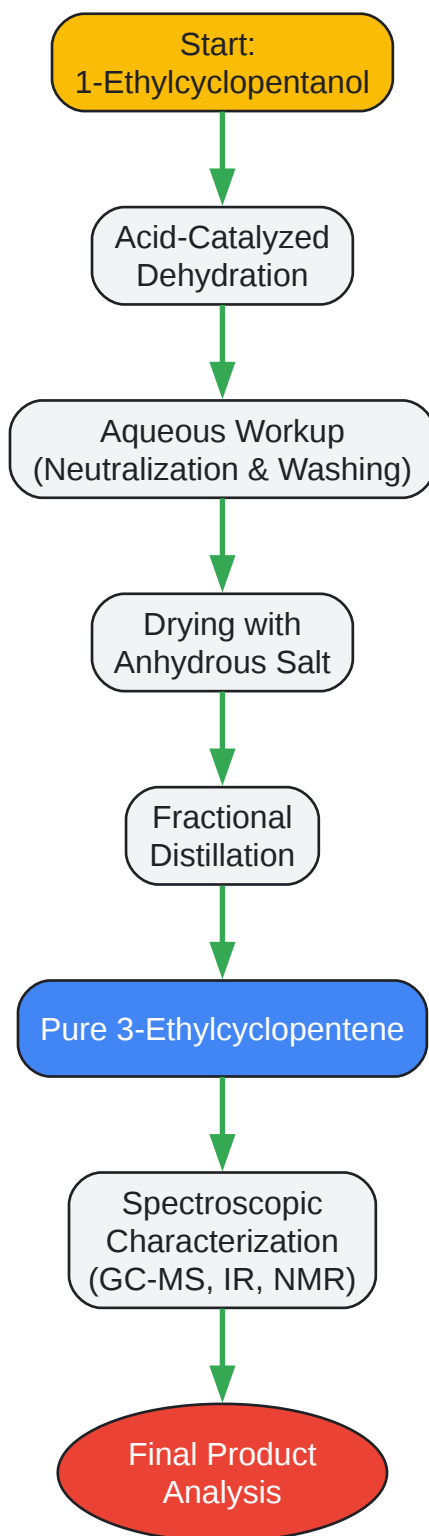 Start:
1-Ethylcyclopentanol
Acid-Catalyzed
Dehydration
Aqueous Workup
(Neutralization & Washing)
Drying with
Anhydrous Salt
Fractional
Distillation
Pure 3-Ethylcyclopentene
Spectroscopic
Characterization
(GC-MS, IR, NMR)
Final Product
Analysis